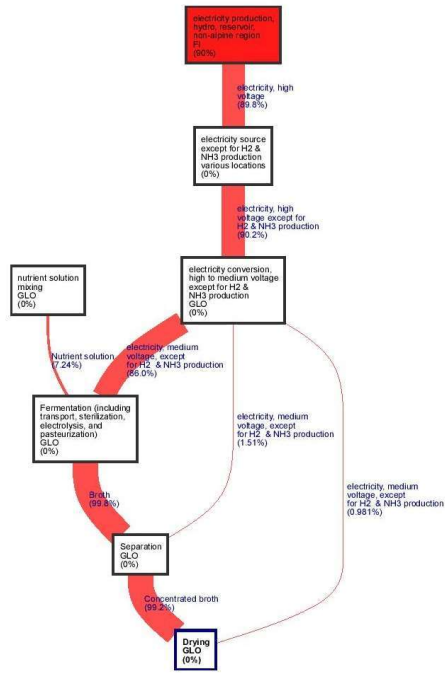 electricity production,
hydro, reservoir,
non-alpine region
FI
(90%)
electricity, high
voltage
(89.8%)
electricity source
except for H2 &
NH3 production
various locations
(0%)
electricity, high
voltage except for
H2 & NH3 production
(90.2%)
electricity conversion,
high to medium voltage
except for H2 &
NH3 production
GLO
(0%)
nutrient solution
mixing
GLO
(0%)
Nutrient solution
(7.24%)
electricity, medium
voltage, except
for H2 & NH3 production
(86.0%)
Fermentation (including
transport, sterilization,
electrolysis, and
pasteurization)
GLO
(0%)
electricity, medium
voltage, except
for H2 & NH3 production
(1.51%)
electricity, medium
voltage, except
for H2 & NH3 production
(0.981%)
Broth
(99.8%)
Separation
GLO
(0%)
Concentrated broth
(99.2%)
Drying
GLO
(0%)